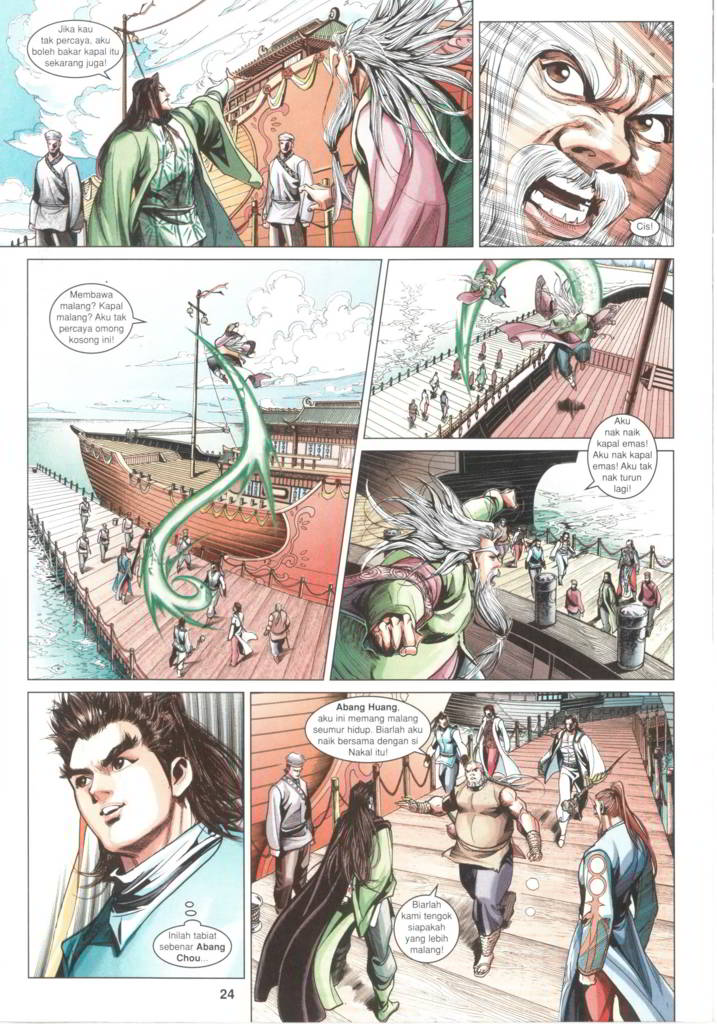 Jika kau
tak percaya, aku
boleh bakar kapal itu
sekarang juga!
Cis!
Membawa
malang? Kapal
malang? Aku tak
percaya omong
kosong ini!
Aku
nak naik
kapal emas!
Aku nak kapal
emas! Aku tak
nak turun
lagi!
Inilah tabiat
sebenar Abang
Chou...
Abang Huang,
aku ini memang malang
seumur hidup. Biarlah aku
naik bersama dengan si
Nakal itu!
Biarlah
kami tengok
siapakah
yang lebih
malang!
24